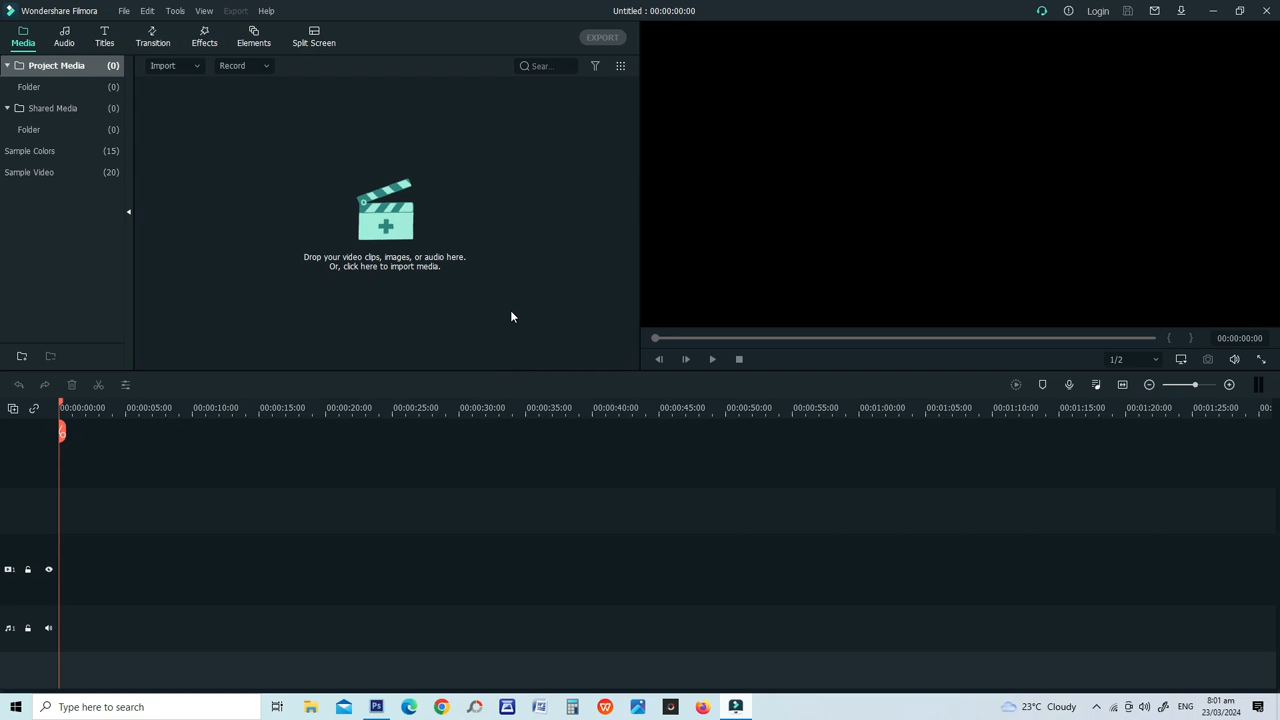 Wondershare Filmora File Edit Tools View Export Help Untitled : 00:00:00:00 Login
Media Audio Titles Transition Effects Elements Split Screen EXPORT
Project Media (0) Import Record Sear...
Folder (0)
Shared Media (0)
Folder (0)
Sample Colors (15)
Sample Video (20)
Drop your video clips, images, or audio here.
Or, click here to import media.
{ } 00:00:00:00
1/2
00:00:00:00 00:00:05:00 00:00:10:00 00:00:15:00 00:00:20:00 00:00:25:00 00:00:30:00 00:00:35:00 00:00:40:00 00:00:45:00 00:00:50:00 00:00:55:00 00:01:00:00 00:01:05:00 00:01:10:00 00:01:15:00 00:01:20:00 00:01:25:00 00:
1
1
Type here to search 23°C Cloudy ENG 8:01 am
23/03/2024